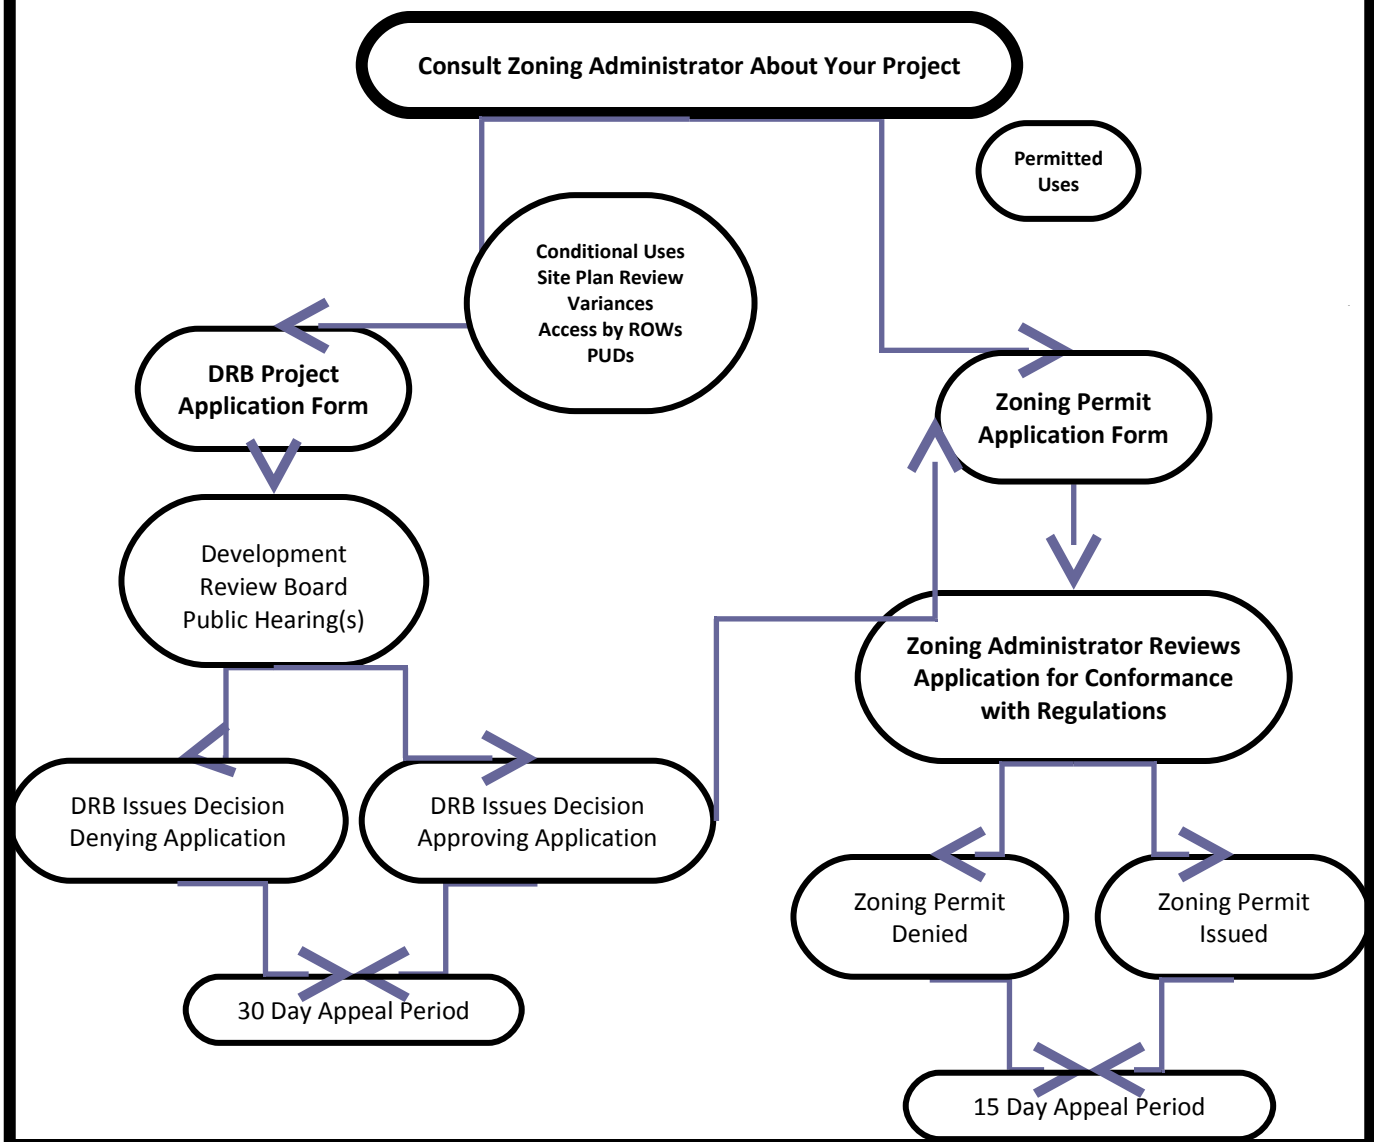 Consult Zoning Administrator About Your Project
Permitted
Uses
Conditional Uses
Site Plan Review
Variances
Access by ROWs
PUDs
DRB Project
Application Form
Zoning Permit
Application Form
Development
Review Board
Public Hearing(s)
Zoning Administrator Reviews
Application for Conformance
with Regulations
DRB Issues Decision
Denying Application
DRB Issues Decision
Approving Application
Zoning Permit
Denied
Zoning Permit
Issued
30 Day Appeal Period
15 Day Appeal Period